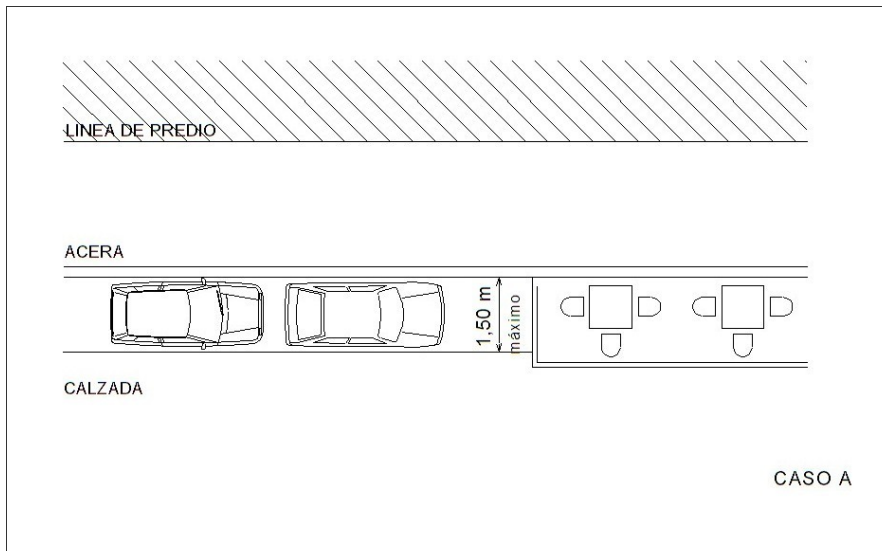 LINEA DE PREDIO
ACERA
1,50 m
máximo
CALZADA
CASO A